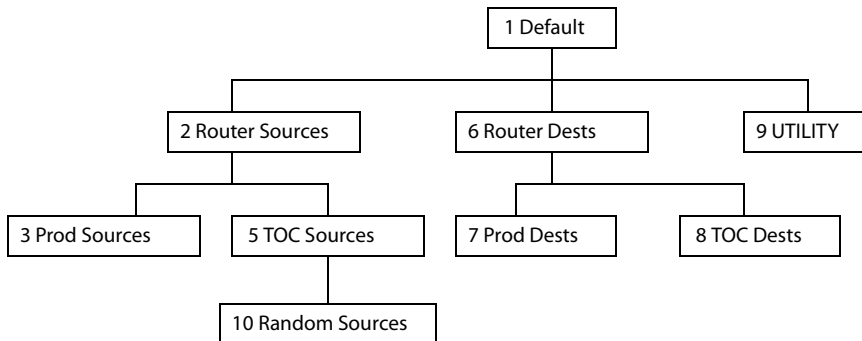 1 Default
2 Router Sources
6 Router Dests
9 UTILITY
3 Prod Sources
5 TOC Sources
7 Prod Dests
8 TOC Dests
10 Random Sources